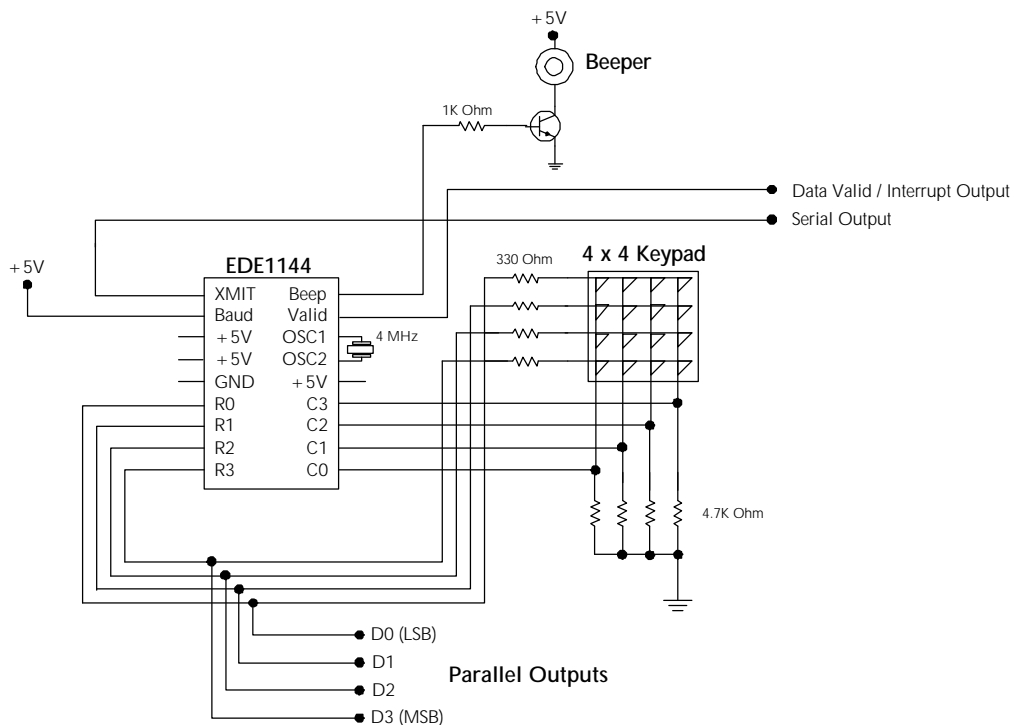 +5V
Beeper
1K Ohm
Data Valid / Interrupt Output
Serial Output
+5V
EDE1144
330 Ohm
4 x 4 Keypad
XMIT Beep
Baud Valid
+5V OSC1
4 MHz
+5V OSC2
GND +5V
R0 C3
R1 C2
R2 C1
R3 C0
4.7K Ohm
D0 (LSB)
D1
Parallel Outputs
D2
D3 (MSB)